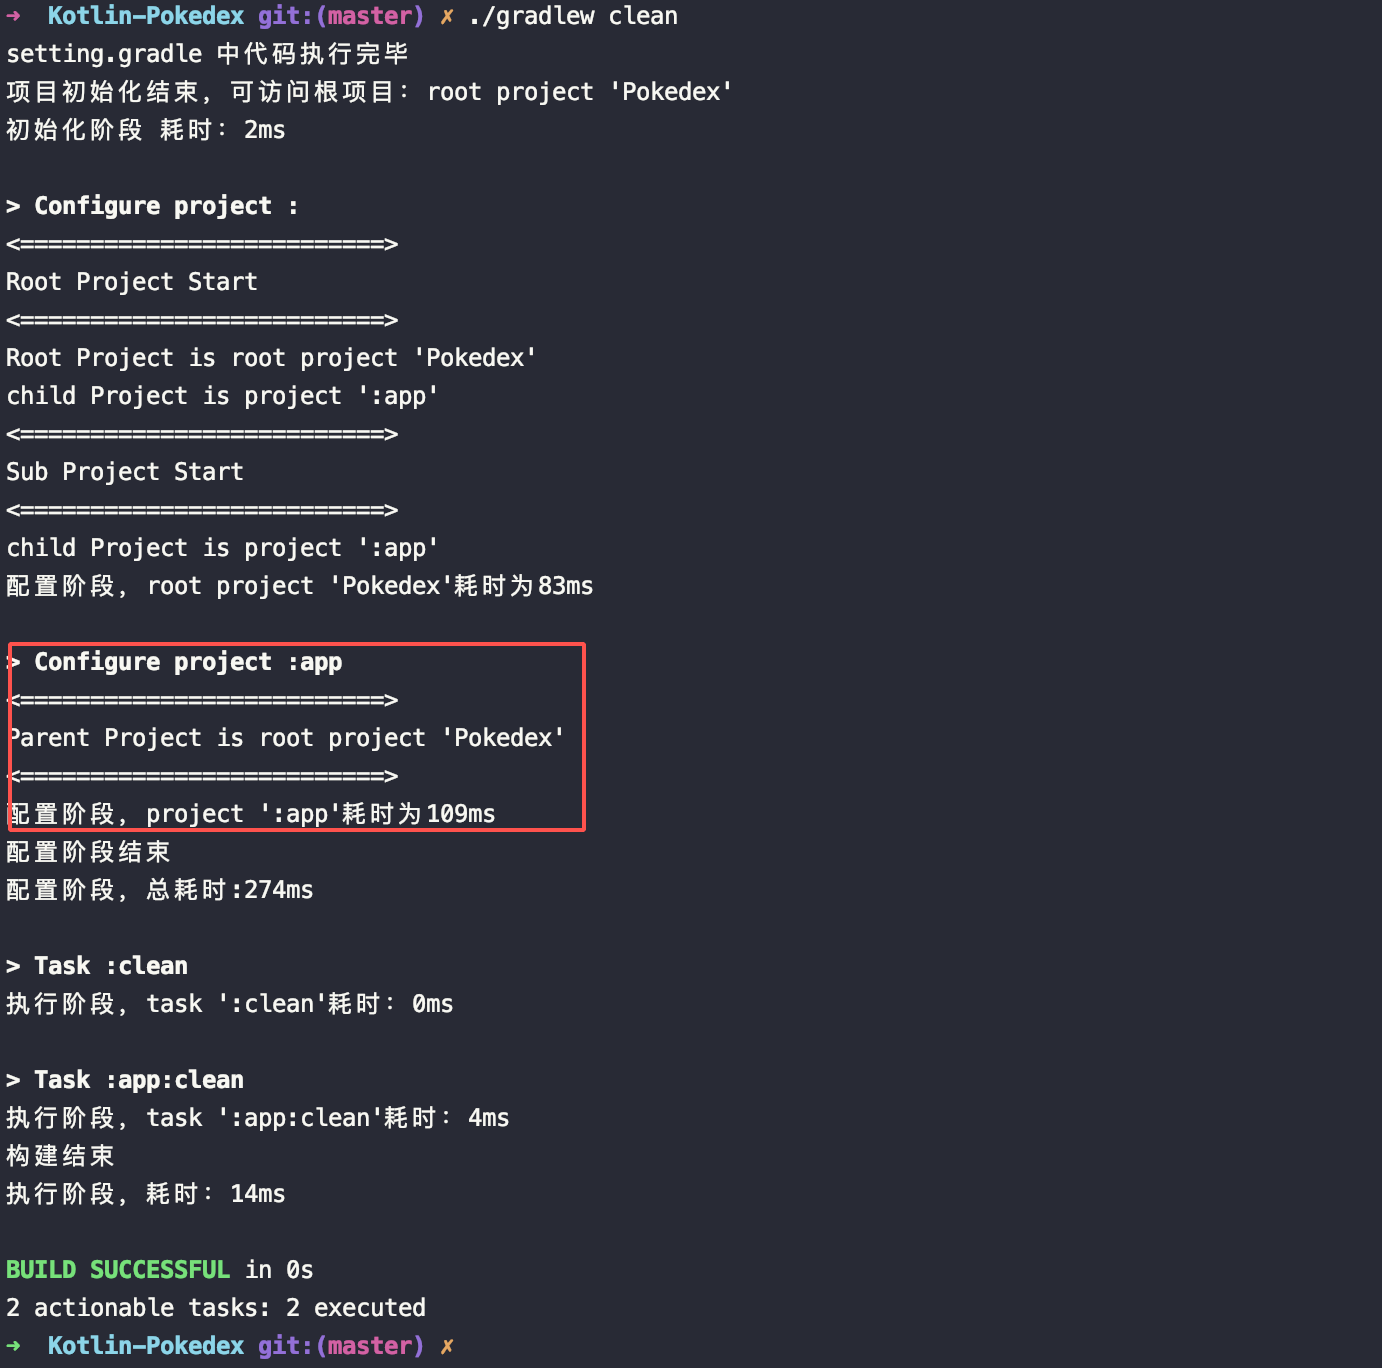 ➜  Kotlin-Pokedex git:(master) ✗ ./gradlew clean
setting.gradle 中代码执行完毕
项目初始化结束，可访问根项目：root project 'Pokedex'
初始化阶段 耗时：2ms
> Configure project :
<==========================>
Root Project Start
<==========================>
Root Project is root project 'Pokedex'
child Project is project ':app'
<==========================>
Sub Project Start
<==========================>
child Project is project ':app'
配置阶段，root project 'Pokedex'耗时为83ms
> Configure project :app
<==========================>
Parent Project is root project 'Pokedex'
<==========================>
配置阶段，project ':app'耗时为109ms
配置阶段结束
配置阶段，总耗时:274ms
> Task :clean
执行阶段，task ':clean'耗时：0ms
> Task :app:clean
执行阶段，task ':app:clean'耗时：4ms
构建结束
执行阶段，耗时：14ms
BUILD SUCCESSFUL in 0s
2 actionable tasks: 2 executed
➜  Kotlin-Pokedex git:(master) ✗